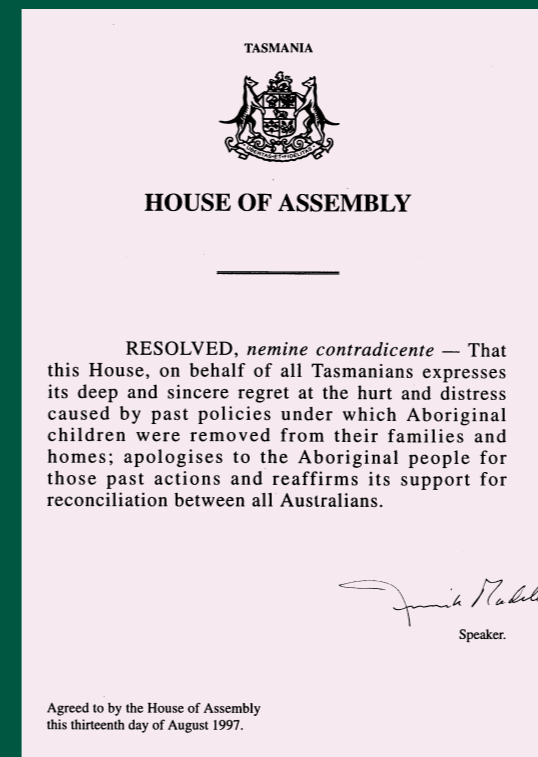 TASMANIA
LIBERTAS·ET·FIDELITAS
HOUSE OF ASSEMBLY
RESOLVED, nemine contradicente — That
this House, on behalf of all Tasmanians expresses
its deep and sincere regret at the hurt and distress
caused by past policies under which Aboriginal
children were removed from their families and
homes; apologises to the Aboriginal people for
those past actions and reaffirms its support for
reconciliation between all Australians.
Speaker.
Agreed to by the House of Assembly
this thirteenth day of August 1997.